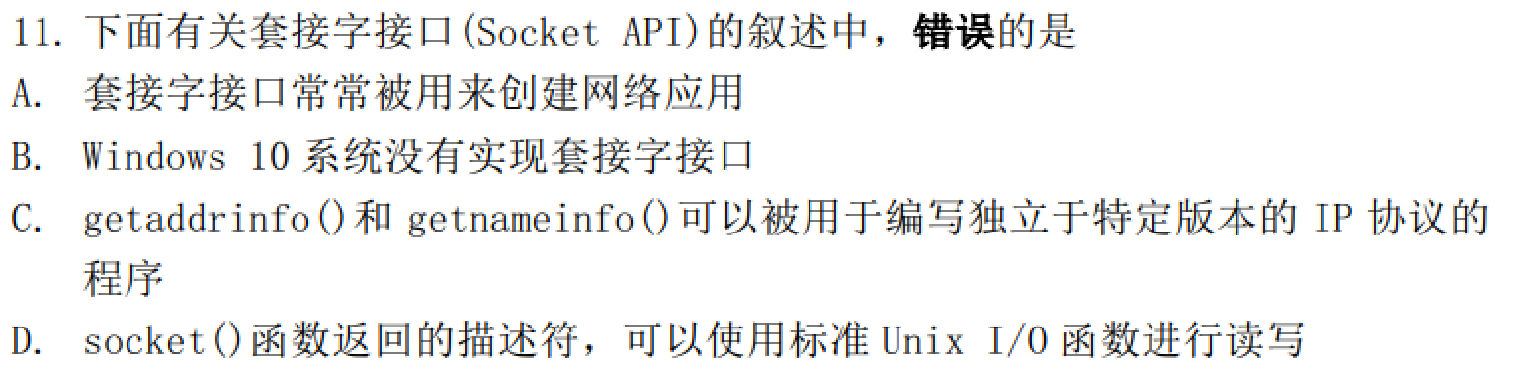 11. 下面有关套接字接口(Socket API)的叙述中，错误的是
A. 套接字接口常常被用来创建网络应用
B. Windows 10 系统没有实现套接字接口
C. getaddrinfo()和 getnameinfo()可以被用于编写独立于特定版本的 IP 协议的
程序
D. socket()函数返回的描述符，可以使用标准 Unix I/O 函数进行读写